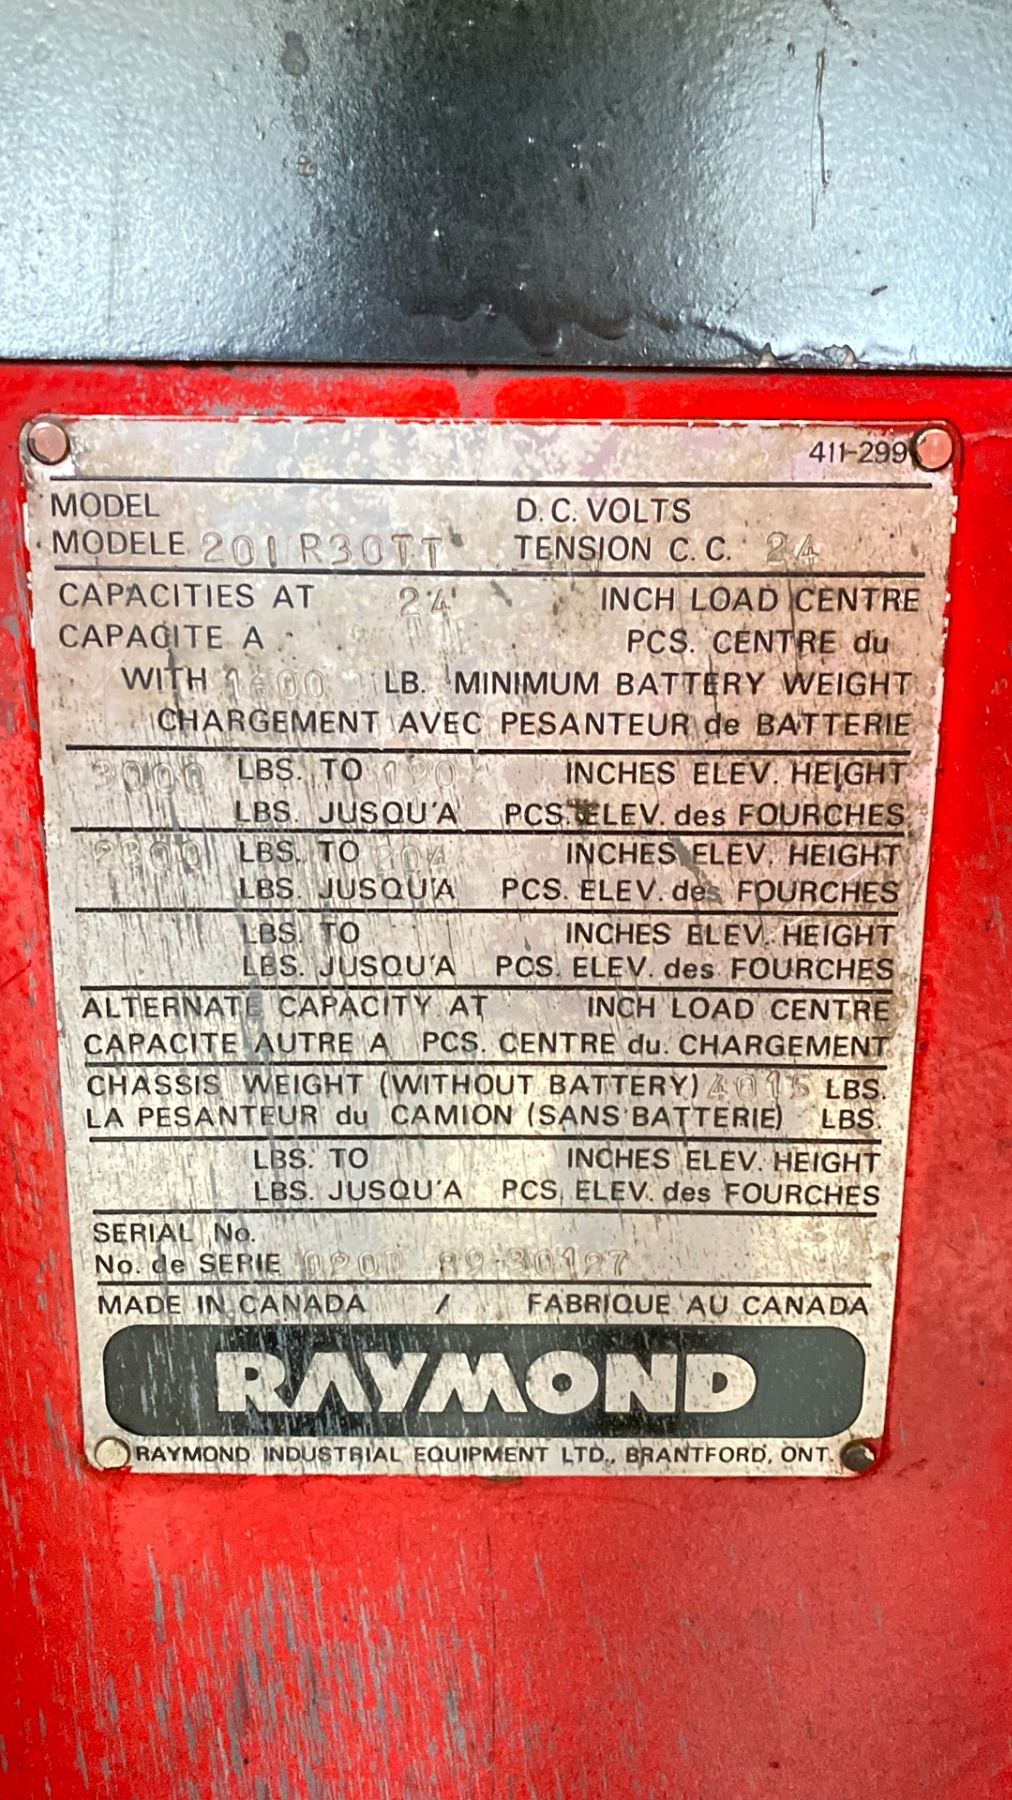 411-299
MODEL D.C. VOLTS
MODELE 201 R30TT TENSION C.C. 24
CAPACITIES AT 24 INCH LOAD CENTRE
CAPACITE A PCS. CENTRE du
WITH 1600 LB. MINIMUM BATTERY WEIGHT
CHARGEMENT AVEC PESANTEUR de BATTERIE
3000 LBS. TO 190 INCHES ELEV. HEIGHT
LBS. JUSQU'A PCS. ELEV. des FOURCHES
LBS. TO 204 INCHES ELEV. HEIGHT
LBS. JUSQU'A PCS. ELEV. des FOURCHES
LBS. TO INCHES ELEV. HEIGHT
LBS. JUSQU'A PCS. ELEV. des FOURCHES
ALTERNATE CAPACITY AT INCH LOAD CENTRE
CAPACITE AUTRE A PCS. CENTRE du CHARGEMENT
CHASSIS WEIGHT (WITHOUT BATTERY) 4015 LBS.
LA PESANTEUR du CAMION (SANS BATTERIE) LBS.
LBS. TO INCHES ELEV. HEIGHT
LBS. JUSQU'A PCS. ELEV. des FOURCHES
SERIAL No.
No. de SERIE
MADE IN CANADA / FABRIQUE AU CANADA
RAYMOND
RAYMOND INDUSTRIAL EQUIPMENT LTD., BRANTFORD, ONT.